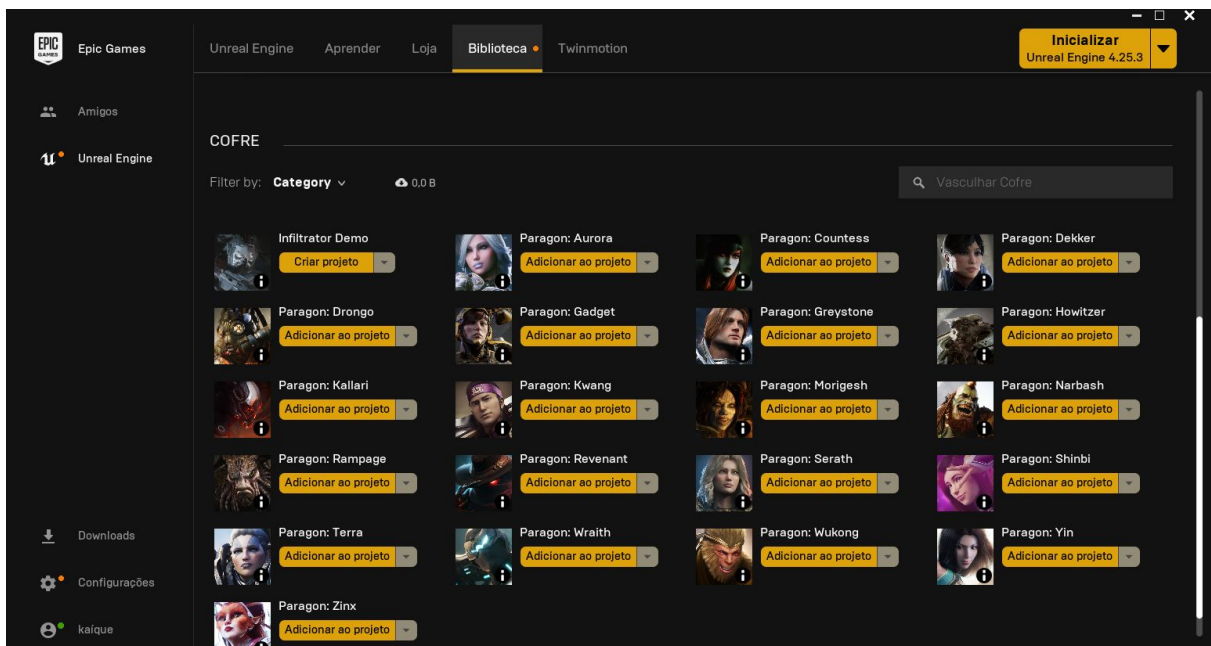 EPIC
GAMES
Epic Games
Unreal Engine
Aprender
Loja
Biblioteca
Twinmotion
Inicializar
Unreal Engine 4.25.3
Amigos
Unreal Engine
COFRE
Filter by: Category
0,0 B
Vasculhar Cofre
Infiltrator Demo
Criar projeto
Paragon: Aurora
Adicionar ao projeto
Paragon: Countess
Adicionar ao projeto
Paragon: Dekker
Adicionar ao projeto
Paragon: Drongo
Adicionar ao projeto
Paragon: Gadget
Adicionar ao projeto
Paragon: Greystone
Adicionar ao projeto
Paragon: Howitzer
Adicionar ao projeto
Paragon: Kallari
Adicionar ao projeto
Paragon: Kwang
Adicionar ao projeto
Paragon: Morigesh
Adicionar ao projeto
Paragon: Narbash
Adicionar ao projeto
Paragon: Rampage
Adicionar ao projeto
Paragon: Revenant
Adicionar ao projeto
Paragon: Serath
Adicionar ao projeto
Paragon: Shinbi
Adicionar ao projeto
Paragon: Terra
Adicionar ao projeto
Paragon: Wraith
Adicionar ao projeto
Paragon: Wukong
Adicionar ao projeto
Paragon: Yin
Adicionar ao projeto
Paragon: Zinx
Adicionar ao projeto
Downloads
Configurações
kaíque